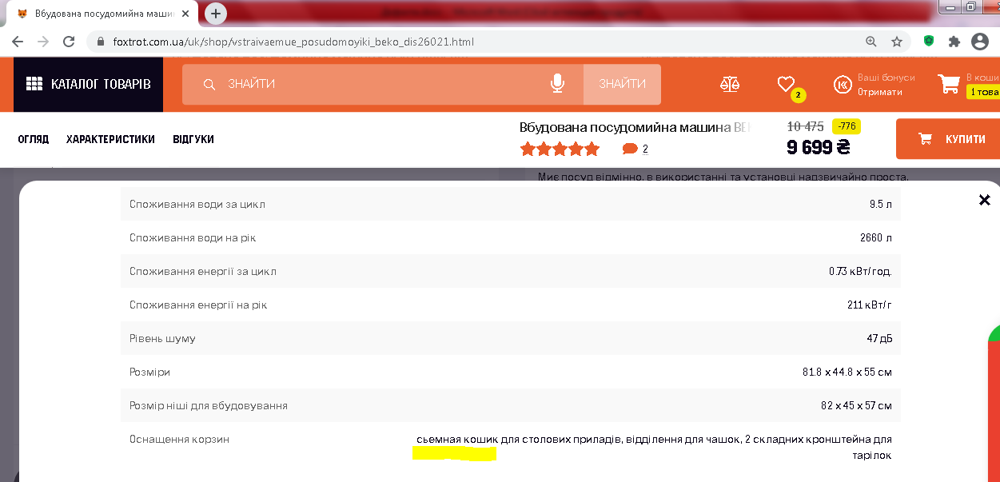 Вбудована посудомийна машин
foxtrot.com.ua/uk/shop/vstraivaemue_posudomoyiki_beko_dis26021.html
КАТАЛОГ ТОВАРІВ
ЗНАЙТИ
ЗНАЙТИ
2
Ваші бонуси
Отримати
В коши
1 това
ОГЛЯД ХАРАКТЕРИСТИКИ ВІДГУКИ
Вбудована посудомийна машина BE
2
10 475 -776
9 699 ₴
КУПИТИ
Миє посуд відмінно, в використанні та установці надзвичайно проста.
Споживання води за цикл 9.5 л
Споживання води на рік 2660 л
Споживання енергії за цикл 0.73 кВт/год.
Споживання енергії на рік 211 кВт/г
Рівень шуму 47 дБ
Розміри 81.8 x 44.8 x 55 см
Розмір ніші для вбудовування 82 x 45 x 57 см
Оснащення корзин сьемная кошик для столових приладів, відділення для чашок, 2 складних кронштейна для
тарілок